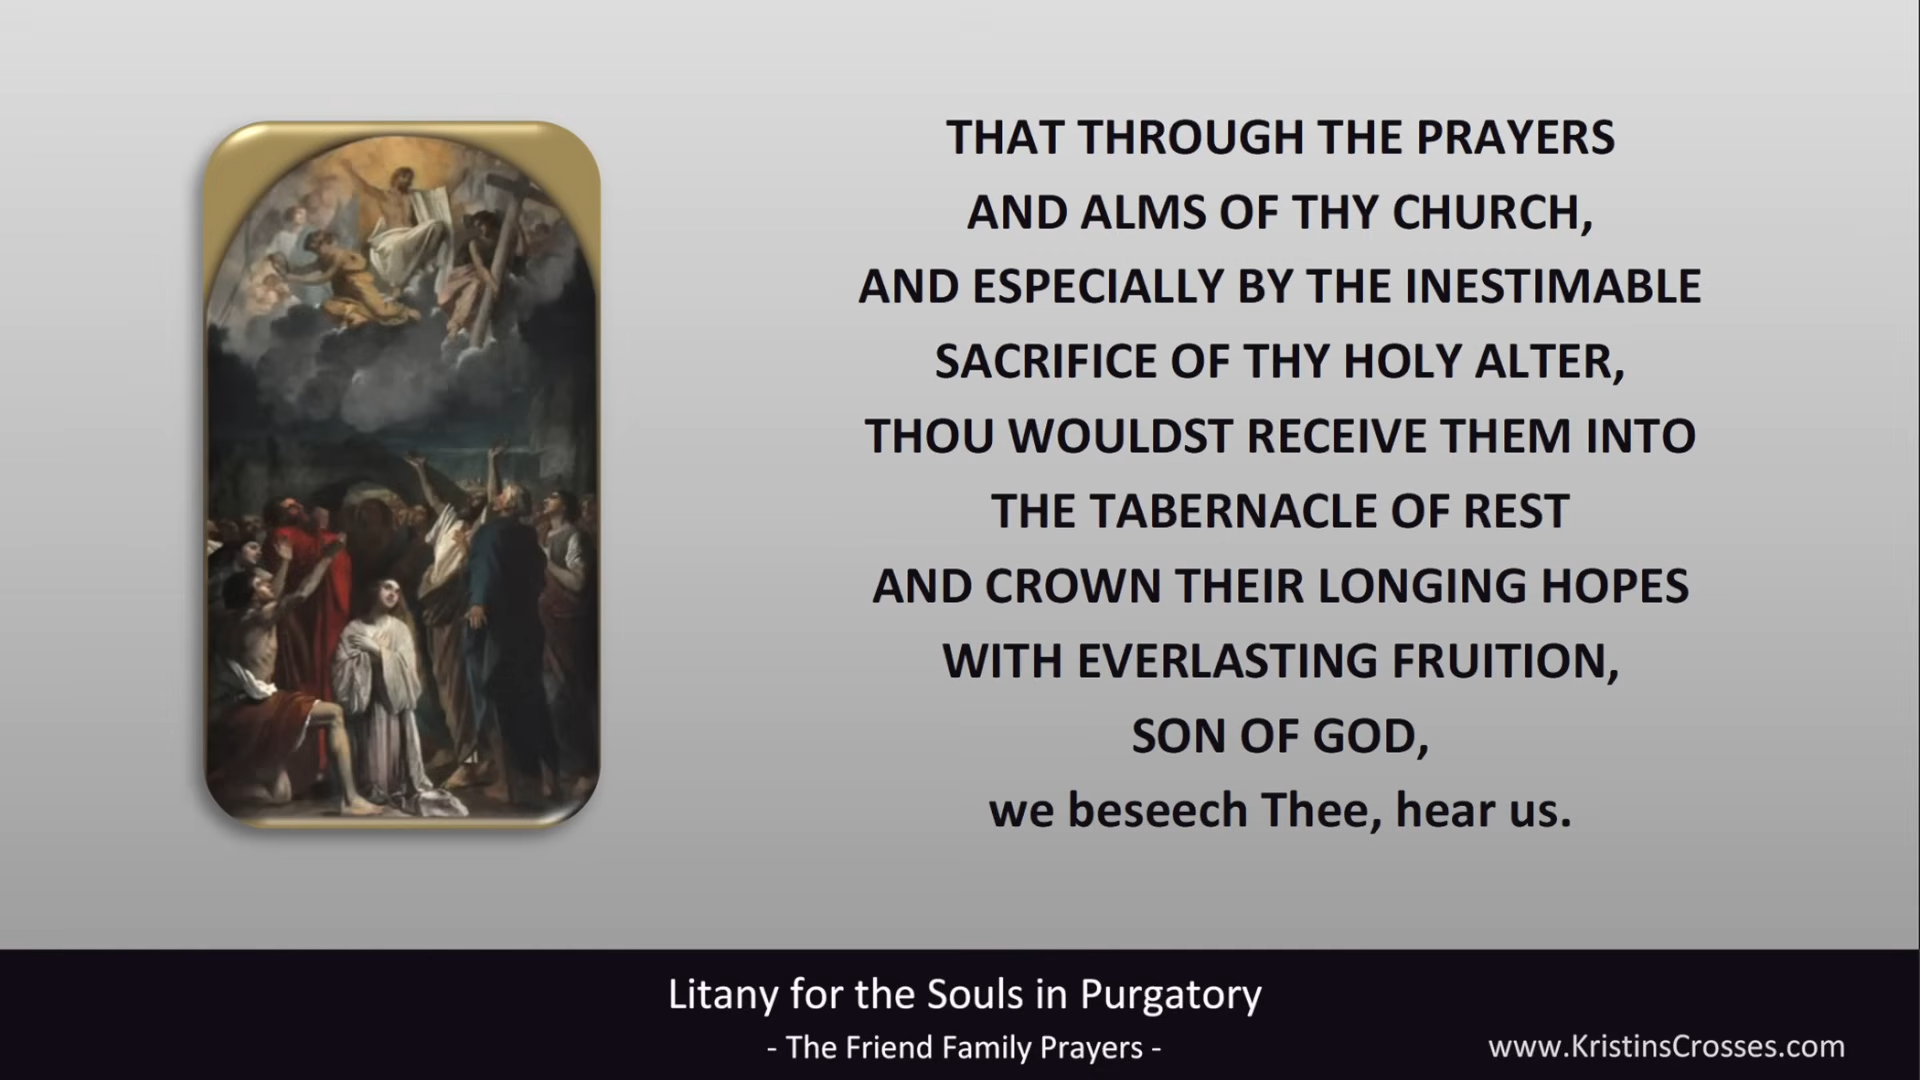 THAT THROUGH THE PRAYERS
AND ALMS OF THY CHURCH,
AND ESPECIALLY BY THE INESTIMABLE
SACRIFICE OF THY HOLY ALTER,
THOU WOULDST RECEIVE THEM INTO
THE TABERNACLE OF REST
AND CROWN THEIR LONGING HOPES
WITH EVERLASTING FRUITION,
SON OF GOD,
we beseech Thee, hear us.
Litany for the Souls in Purgatory
- The Friend Family Prayers -
www.KristinsCrosses.com